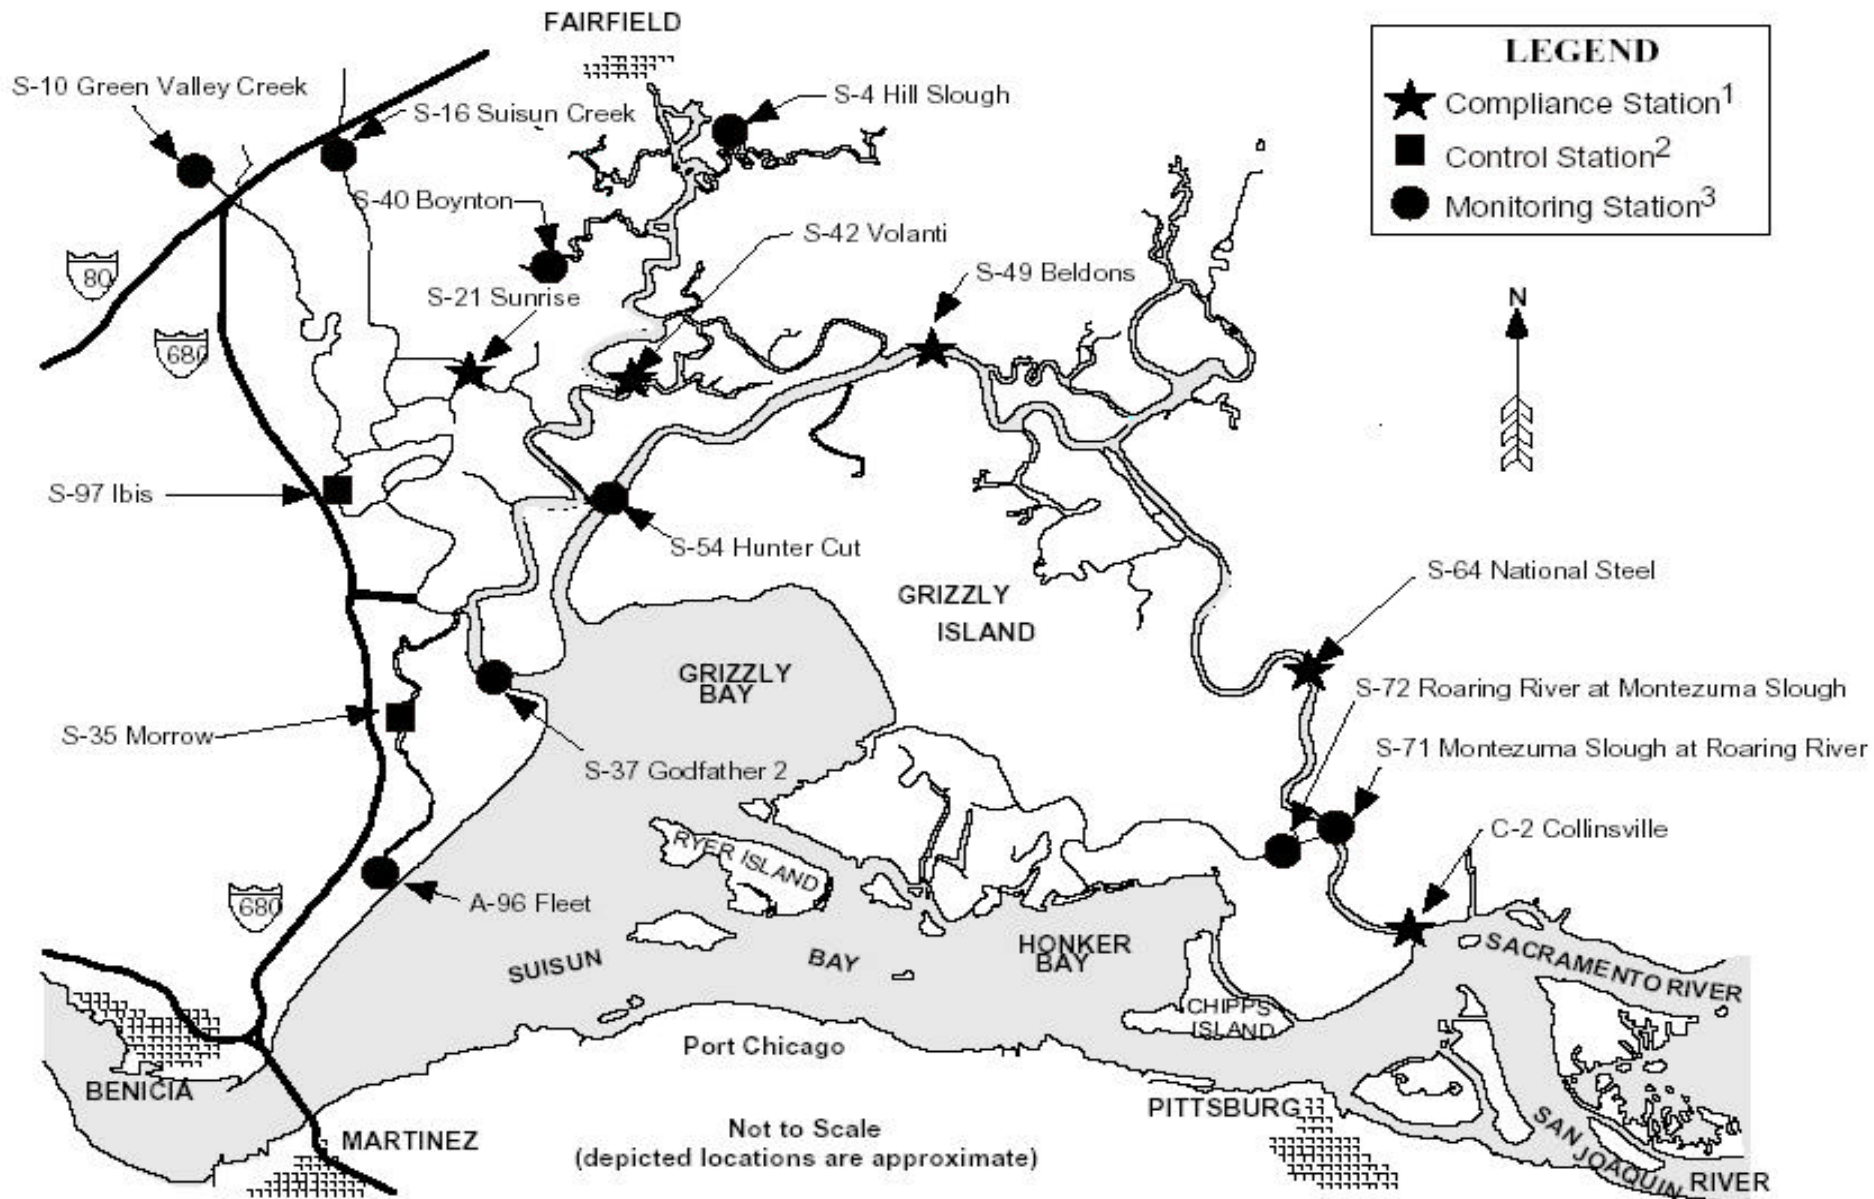 FAIRFIELD
LEGEND
Compliance Station1
Control Station2
Monitoring Station3
S-10 Green Valley Creek
S-16 Suisun Creek
S-4 Hill Slough
S-40 Boynton
S-42 Volanti
S-49 Beldons
80
S-21 Sunrise
N
680
S-97 Ibis
S-54 Hunter Cut
S-64 National Steel
GRIZZLY
ISLAND
GRIZZLY
BAY
S-72 Roaring River at Montezuma Slough
S-35 Morrow
S-71 Montezuma Slough at Roaring River
S-37 Godfather 2
C-2 Collinsville
RYER ISLAND
680
A-96 Fleet
SUISUN
BAY
HONKER
BAY
SACRAMENTO RIVER
CHIPPS
ISLAND
Port Chicago
BENICIA
PITTSBURG
MARTINEZ
Not to Scale
(depicted locations are approximate)
SAN
JOAQUIN
RIVER